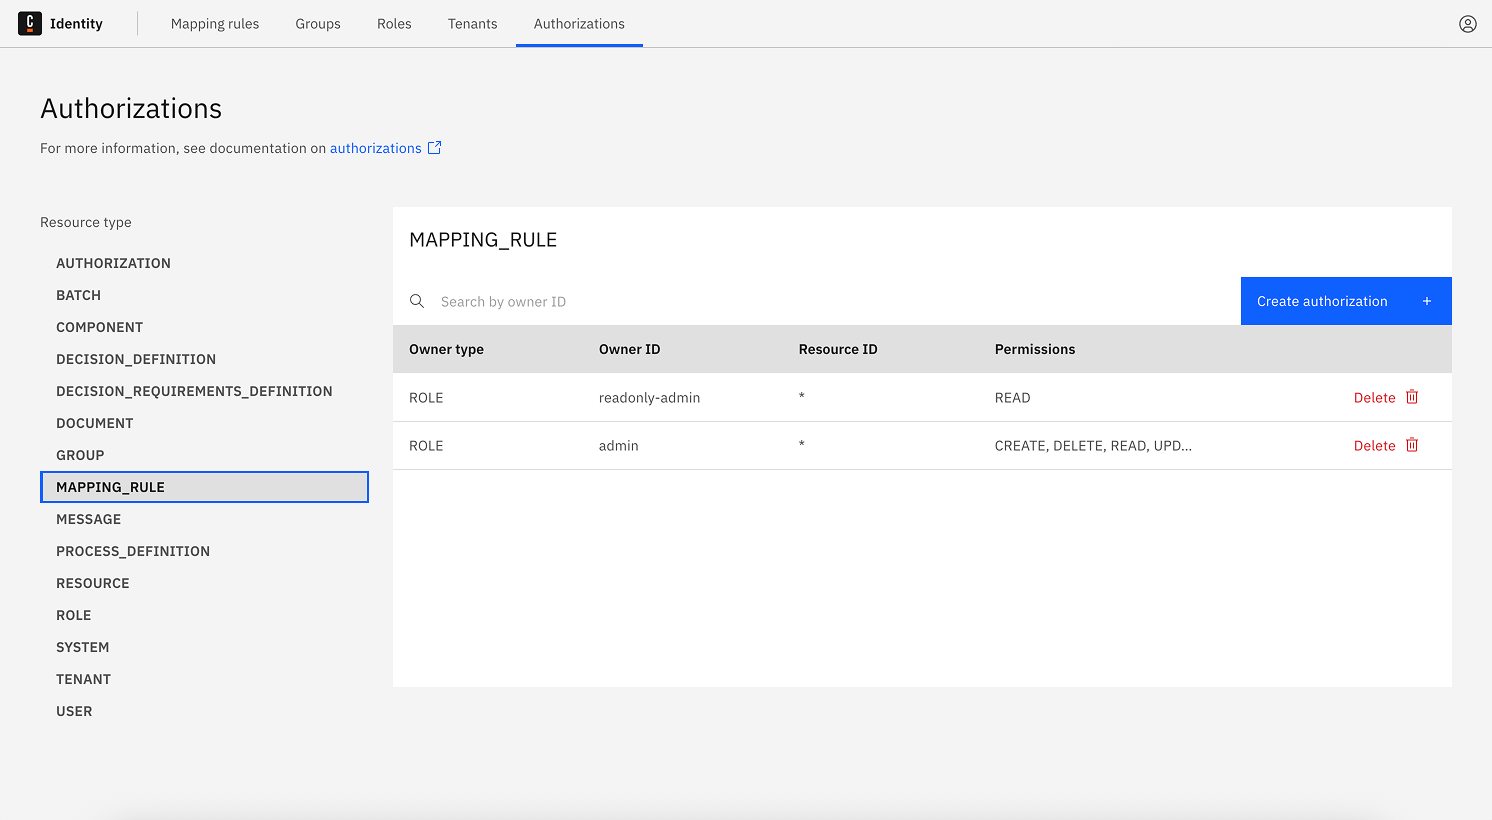 Identity
Mapping rules
Groups
Roles
Tenants
Authorizations
Authorizations
For more information, see documentation on authorizations
Resource type
AUTHORIZATION
BATCH
COMPONENT
DECISION_DEFINITION
DECISION_REQUIREMENTS_DEFINITION
DOCUMENT
GROUP
MAPPING_RULE
MESSAGE
PROCESS_DEFINITION
RESOURCE
ROLE
SYSTEM
TENANT
USER
MAPPING_RULE
Search by owner ID
Create authorization +
Owner type Owner ID Resource ID Permissions
ROLE readonly-admin * READ Delete
ROLE admin * CREATE, DELETE, READ, UPD... Delete